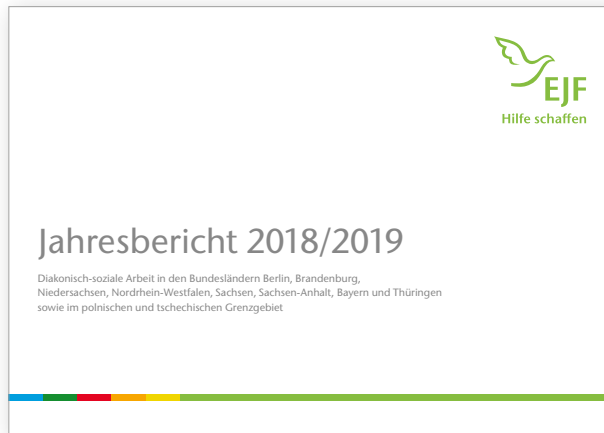 EJF
Hilfe schaffen
Jahresbericht 2018/2019
Diakonisch-soziale Arbeit in den Bundesländern Berlin, Brandenburg,
Niedersachsen, Nordrhein-Westfalen, Sachsen, Sachsen-Anhalt, Bayern und Thüringen
sowie im polnischen und tschechischen Grenzgebiet